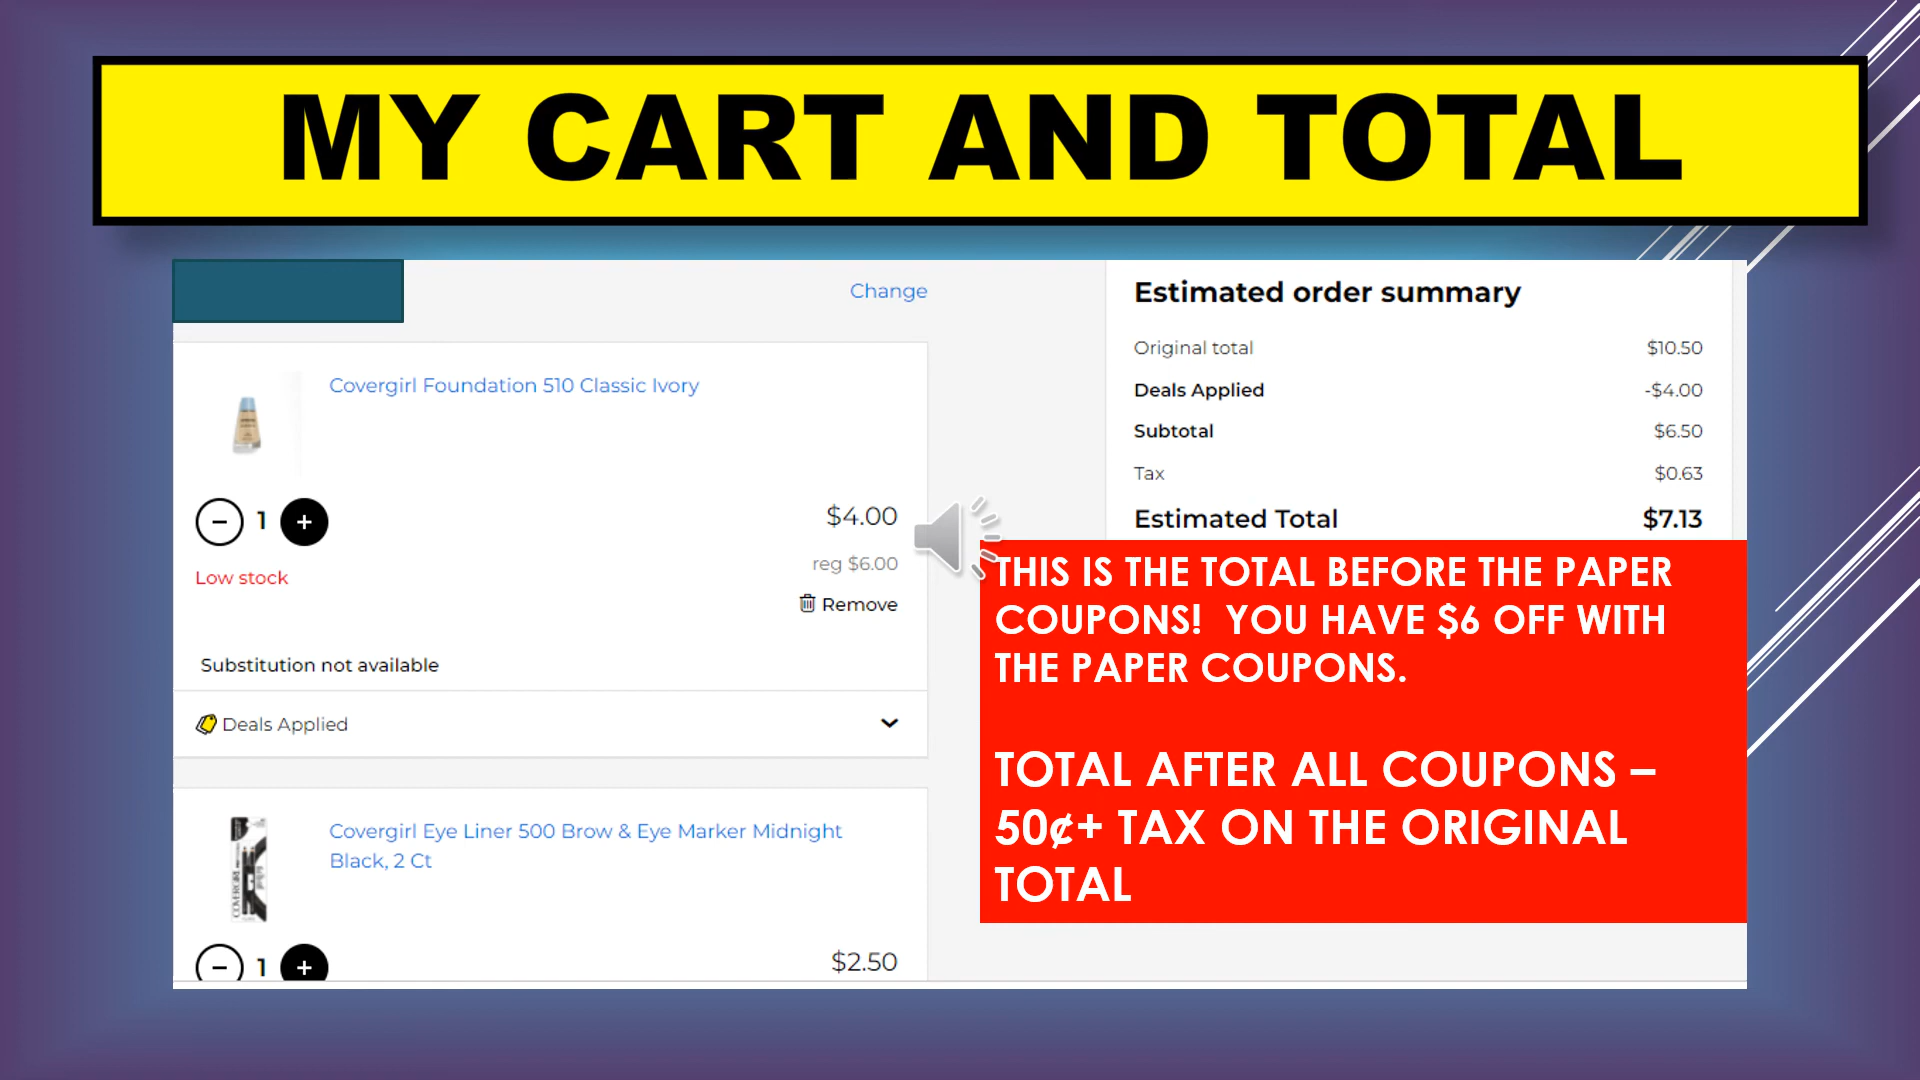 MY CART AND TOTAL
Change
Covergirl Foundation 510 Classic Ivory
1
$4.00
reg $6.00
Low stock
Remove
Substitution not available
Deals Applied
Covergirl Eye Liner 500 Brow & Eye Marker Midnight
Black, 2 Ct
1
$2.50
Estimated order summary
Original total $10.50
Deals Applied -$4.00
Subtotal $6.50
Tax $0.63
Estimated Total $7.13
THIS IS THE TOTAL BEFORE THE PAPER
COUPONS!  YOU HAVE $6 OFF WITH
THE PAPER COUPONS.
TOTAL AFTER ALL COUPONS –
50¢+ TAX ON THE ORIGINAL
TOTAL